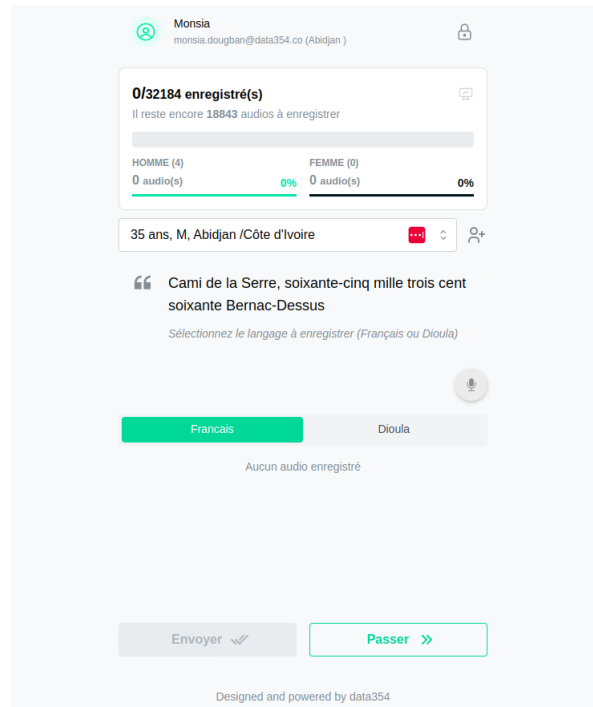 Monsia
monsia.dougban@data354.co (Abidjan )
0/32184 enregistré(s)
Il reste encore 18843 audios à enregistrer
HOMME (4)
0 audio(s) 0%
FEMME (0)
0 audio(s) 0%
35 ans, M, Abidjan /Côte d'Ivoire
Cami de la Serre, soixante-cinq mille trois cent
soixante Bernac-Dessus
Sélectionnez le langage à enregistrer (Français ou Dioula)
Francais
Dioula
Aucun audio enregistré
Envoyer
Passer
Designed and powered by data354